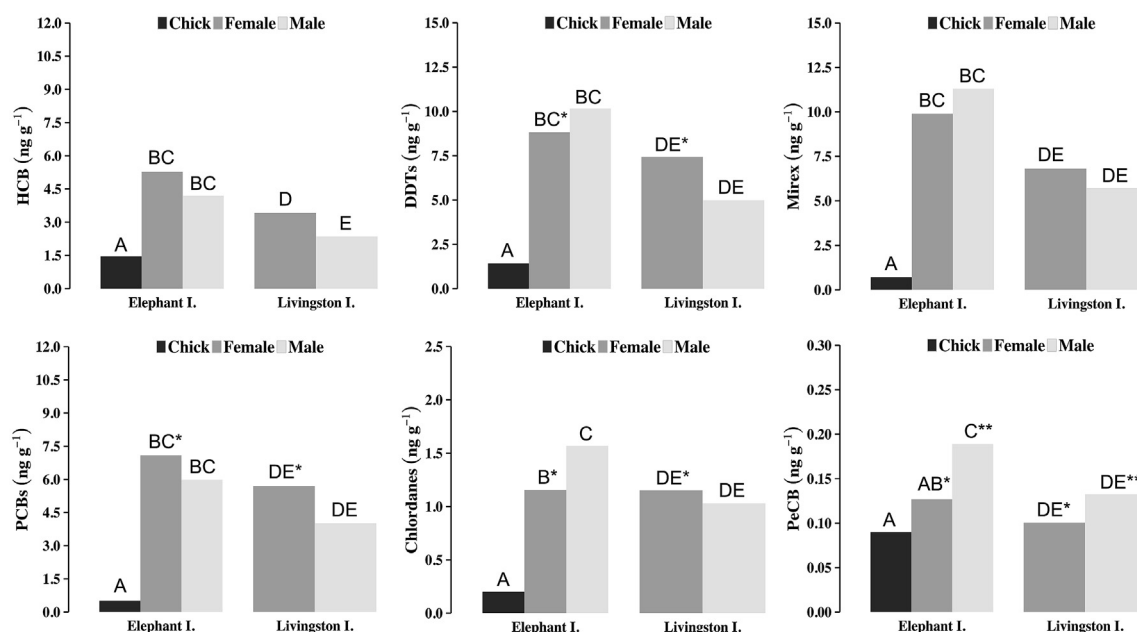 Chick Female Male
HCB (ng g⁻¹)
12.0
10.5
9.0
7.5
6.0
4.5
3.0
1.5
0.0
A
BC
BC
D
E
Elephant I.
Livingston I.
Chick Female Male
DDTs (ng g⁻¹)
15.0
12.5
10.0
7.5
5.0
2.5
0.0
A
BC*
BC
DE*
DE
Elephant I.
Livingston I.
Chick Female Male
Mirex (ng g⁻¹)
15.0
12.5
10.0
7.5
5.0
2.5
0.0
A
BC
BC
DE
DE
Elephant I.
Livingston I.
Chick Female Male
PCBs (ng g⁻¹)
12.0
10.5
9.0
7.5
6.0
4.5
3.0
1.5
0.0
A
BC*
BC
DE*
DE
Elephant I.
Livingston I.
Chick Female Male
Chlordanes (ng g⁻¹)
2.5
2.0
1.5
1.0
0.5
0.0
A
B*
C
DE*
DE
Elephant I.
Livingston I.
Chick Female Male
PeCB (ng g⁻¹)
0.30
0.25
0.20
0.15
0.10
0.05
0.00
A
AB*
C**
DE*
DE**
Elephant I.
Livingston I.